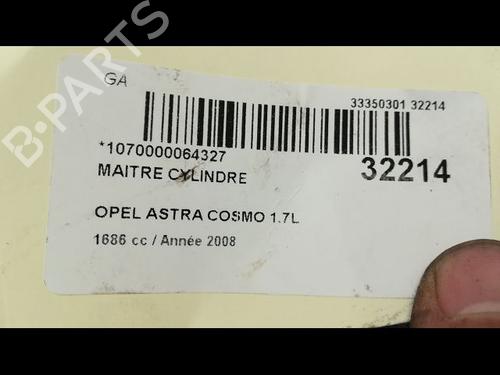 B-PARTS
GA
33350301 32214
*1070000064327
32214
MAITRE CYLINDRE
OPEL ASTRA COSMO 1.7L
1686 cc / Année 2008